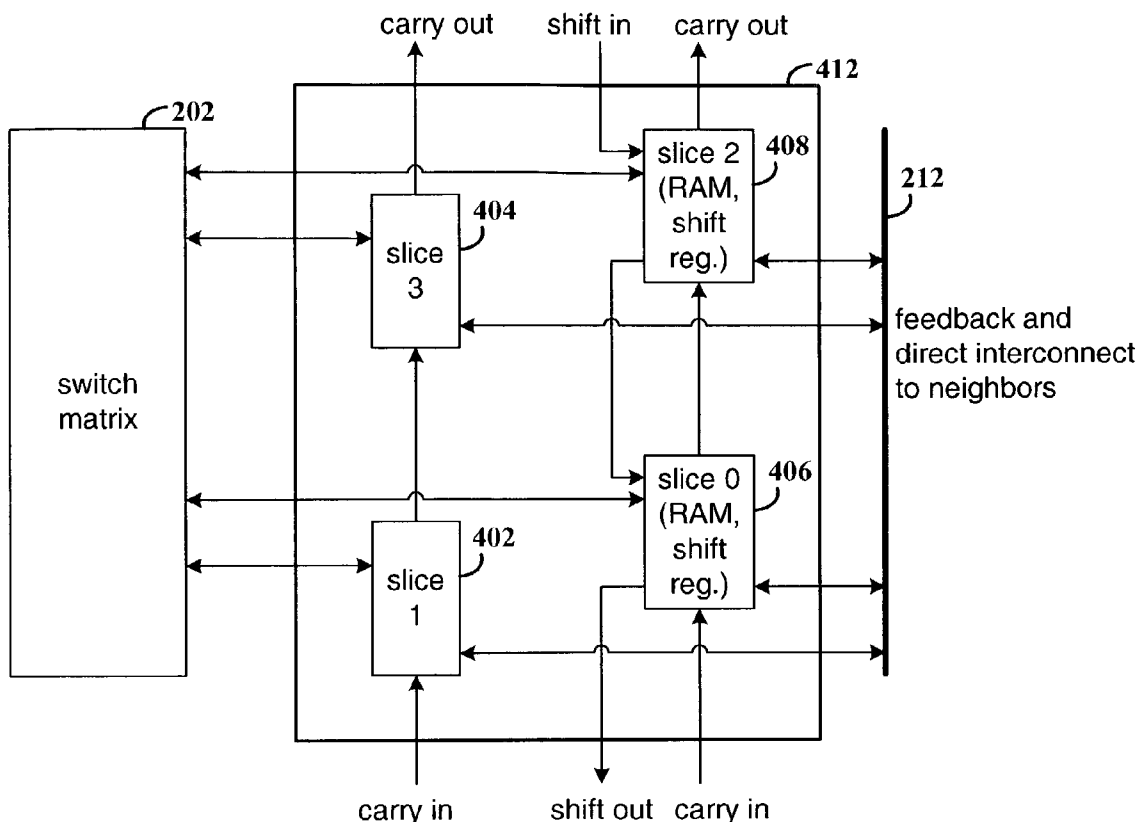 carry out
shift in
carry out
412
202
slice 2
(RAM,
shift
reg.)
408
212
404
slice
3
feedback and
direct interconnect
to neighbors
switch
matrix
slice 0
(RAM,
shift
reg.)
406
402
slice
1
carry in
shift out
carry in